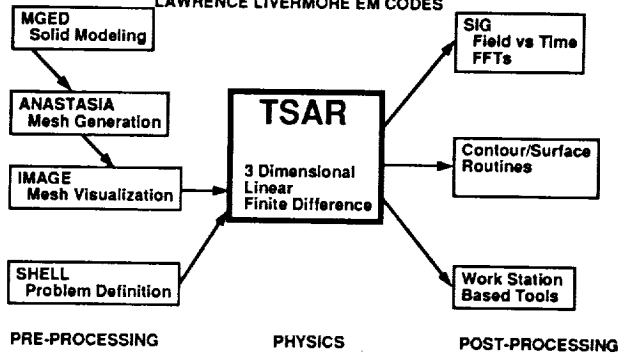 LAWRENCE LIVERMORE EM CODES
MGED
Solid Modeling
ANASTASIA
Mesh Generation
IMAGE
Mesh Visualization
SHELL
Problem Definition
PRE-PROCESSING
TSAR
3 Dimensional
Linear
Finite Difference
PHYSICS
SIG
Field vs Time
FFTs
Contour/Surface
Routines
Work Station
Based Tools
POST-PROCESSING